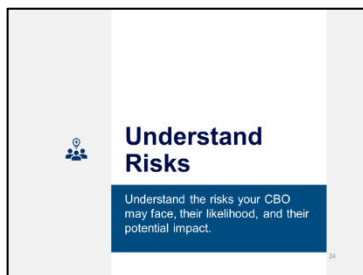 Understand
Risks
Understand the risks your CBO
may face, their likelihood, and their
potential impact.
24